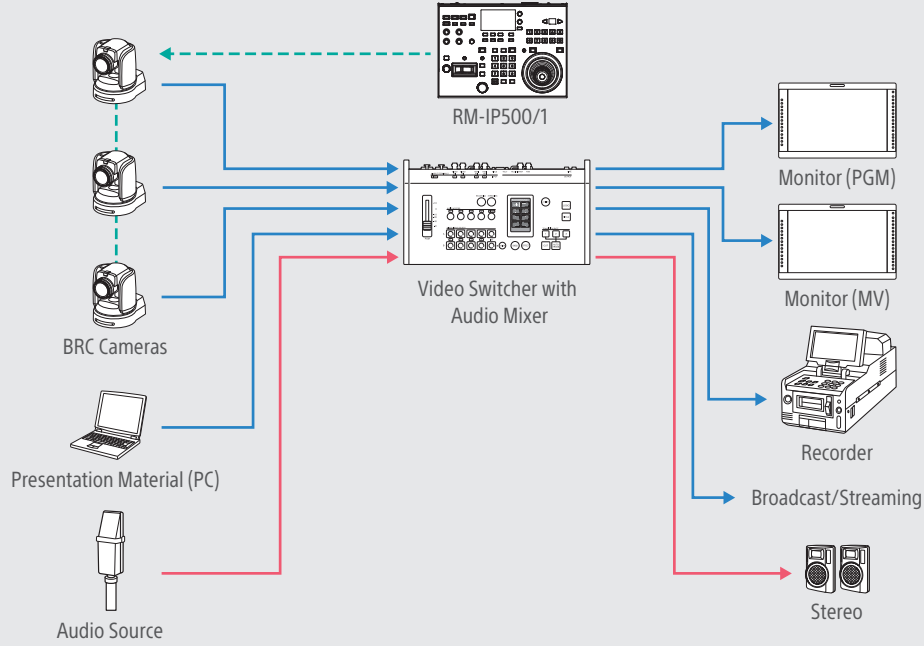 RM-IP500/1
Monitor (PGM)
Video Switcher with
Audio Mixer
Monitor (MV)
BRC Cameras
Recorder
Presentation Material (PC)
Broadcast/Streaming
Stereo
Audio Source